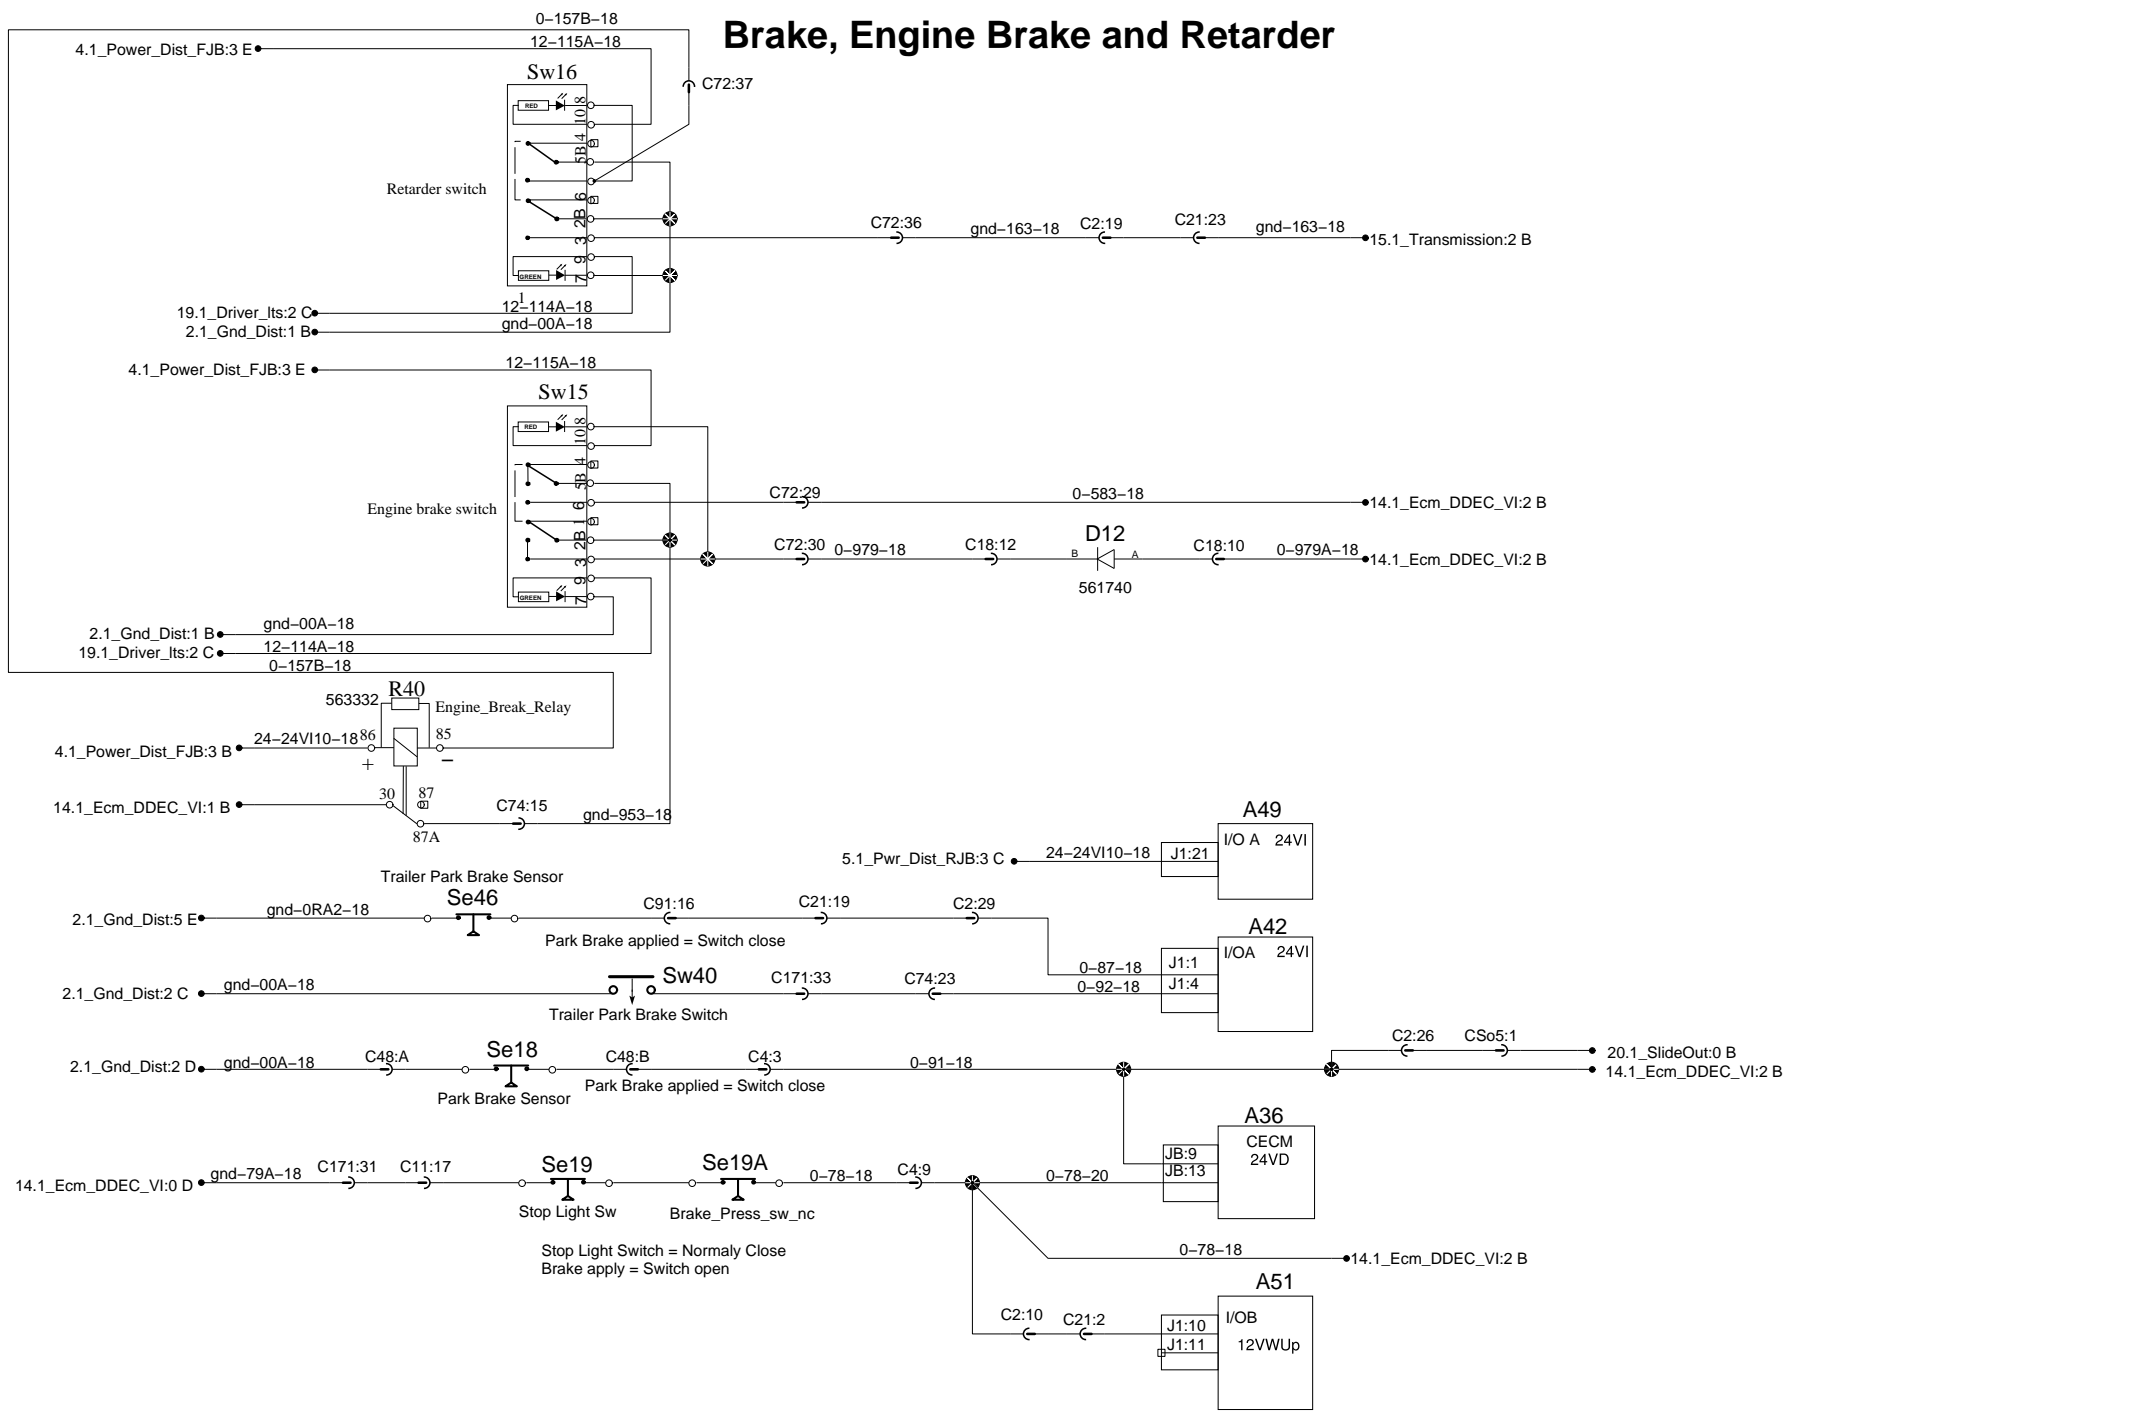 Brake, Engine Brake and Retarder
0–157B–18
4.1_Power_Dist_FJB:3 E
12–115A–18
Sw16
C72:37
RED
8
10
4
5B
Retarder switch
6
2B
3
9
7
GREEN
1
C72:36
gnd–163–18
C2:19
C21:23
gnd–163–18
15.1_Transmission:2 B
19.1_Driver_lts:2 C
12–114A–18
2.1_Gnd_Dist:1 B
gnd–00A–18
4.1_Power_Dist_FJB:3 E
12–115A–18
Sw15
RED
8
10
4
5B
Engine brake switch
6
1
2B
3
9
7
GREEN
C72:29
0–583–18
14.1_Ecm_DDEC_VI:2 B
D12
C72:30
0–979–18
C18:12
B
A
C18:10
0–979A–18
14.1_Ecm_DDEC_VI:2 B
561740
2.1_Gnd_Dist:1 B
gnd–00A–18
19.1_Driver_lts:2 C
12–114A–18
0–157B–18
R40
563332
Engine_Break_Relay
4.1_Power_Dist_FJB:3 B
24–24VI10–18
86
85
+
–
14.1_Ecm_DDEC_VI:1 B
30
87
87A
C74:15
gnd–953–18
A49
I/O A 24VI
5.1_Pwr_Dist_RJB:3 C
24–24VI10–18
J1:21
Trailer Park Brake Sensor
Se46
2.1_Gnd_Dist:5 E
gnd–0RA2–18
C91:16
C21:19
C2:29
Park Brake applied = Switch close
A42
I/OA 24VI
0–87–18
J1:1
2.1_Gnd_Dist:2 C
gnd–00A–18
Sw40
C171:33
C74:23
0–92–18
J1:4
Trailer Park Brake Switch
2.1_Gnd_Dist:2 D
gnd–00A–18
C48:A
Se18
C48:B
C4:3
0–91–18
C2:26
CSo5:1
20.1_SlideOut:0 B
14.1_Ecm_DDEC_VI:2 B
Park Brake applied = Switch close
Park Brake Sensor
A36
CECM
24VD
JB:9
JB:13
14.1_Ecm_DDEC_VI:0 D
gnd–79A–18
C171:31
C11:17
Se19
Se19A
0–78–18
C4:9
0–78–20
Stop Light Sw
Brake_Press_sw_nc
Stop Light Switch = Normaly Close
Brake apply = Switch open
0–78–18
14.1_Ecm_DDEC_VI:2 B
A51
I/OB
12VWUp
C2:10
C21:2
J1:10
J1:11